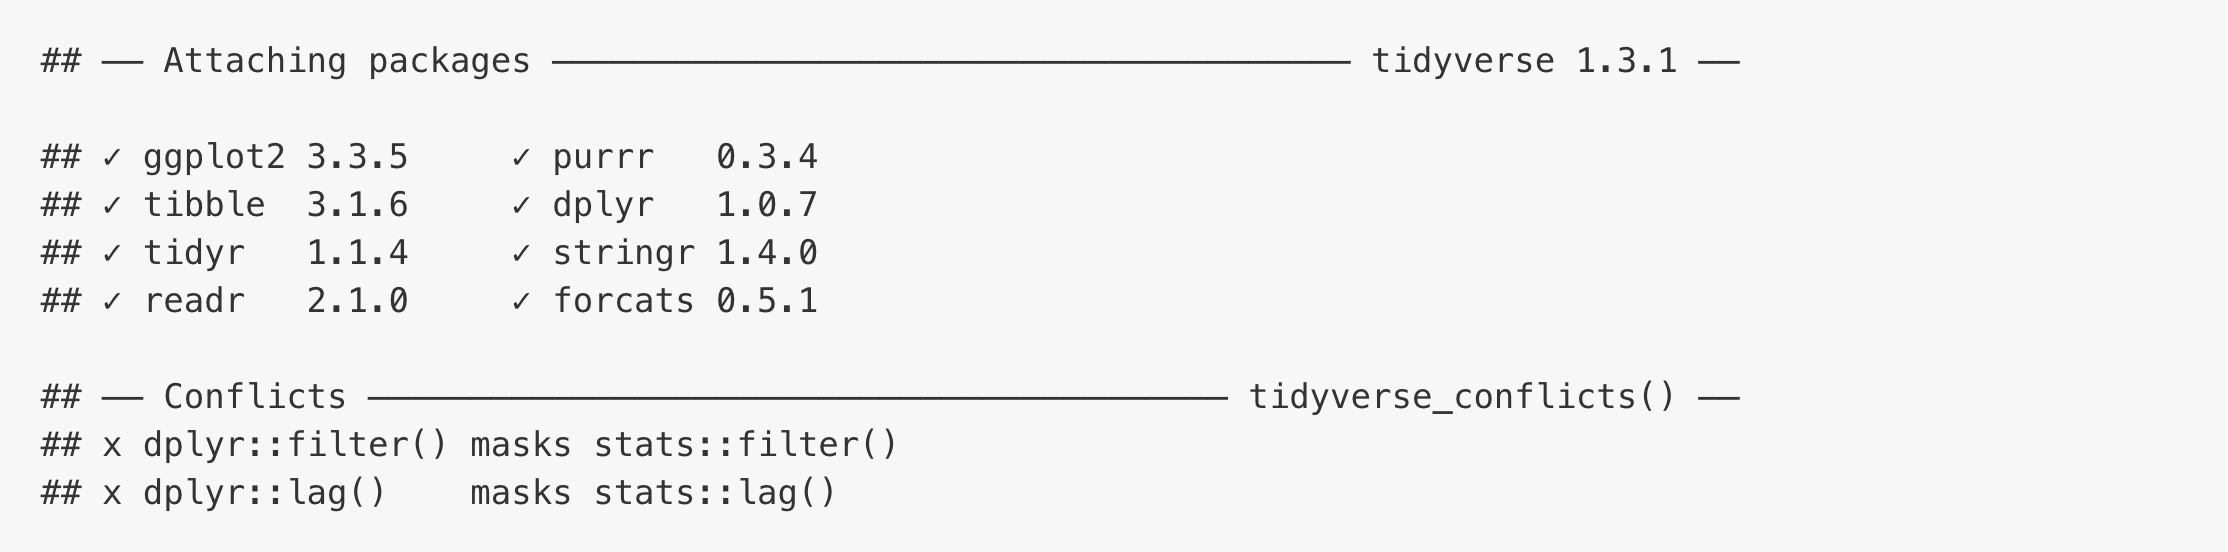 ## ── Attaching packages ─────────────────────────────────────── tidyverse 1.3.1 ──
## ✓ ggplot2 3.3.5     ✓ purrr   0.3.4
## ✓ tibble  3.1.6     ✓ dplyr   1.0.7
## ✓ tidyr   1.1.4     ✓ stringr 1.4.0
## ✓ readr   2.1.0     ✓ forcats 0.5.1
## ── Conflicts ────────────────────────────────────────── tidyverse_conflicts() ──
## x dplyr::filter() masks stats::filter()
## x dplyr::lag()    masks stats::lag()